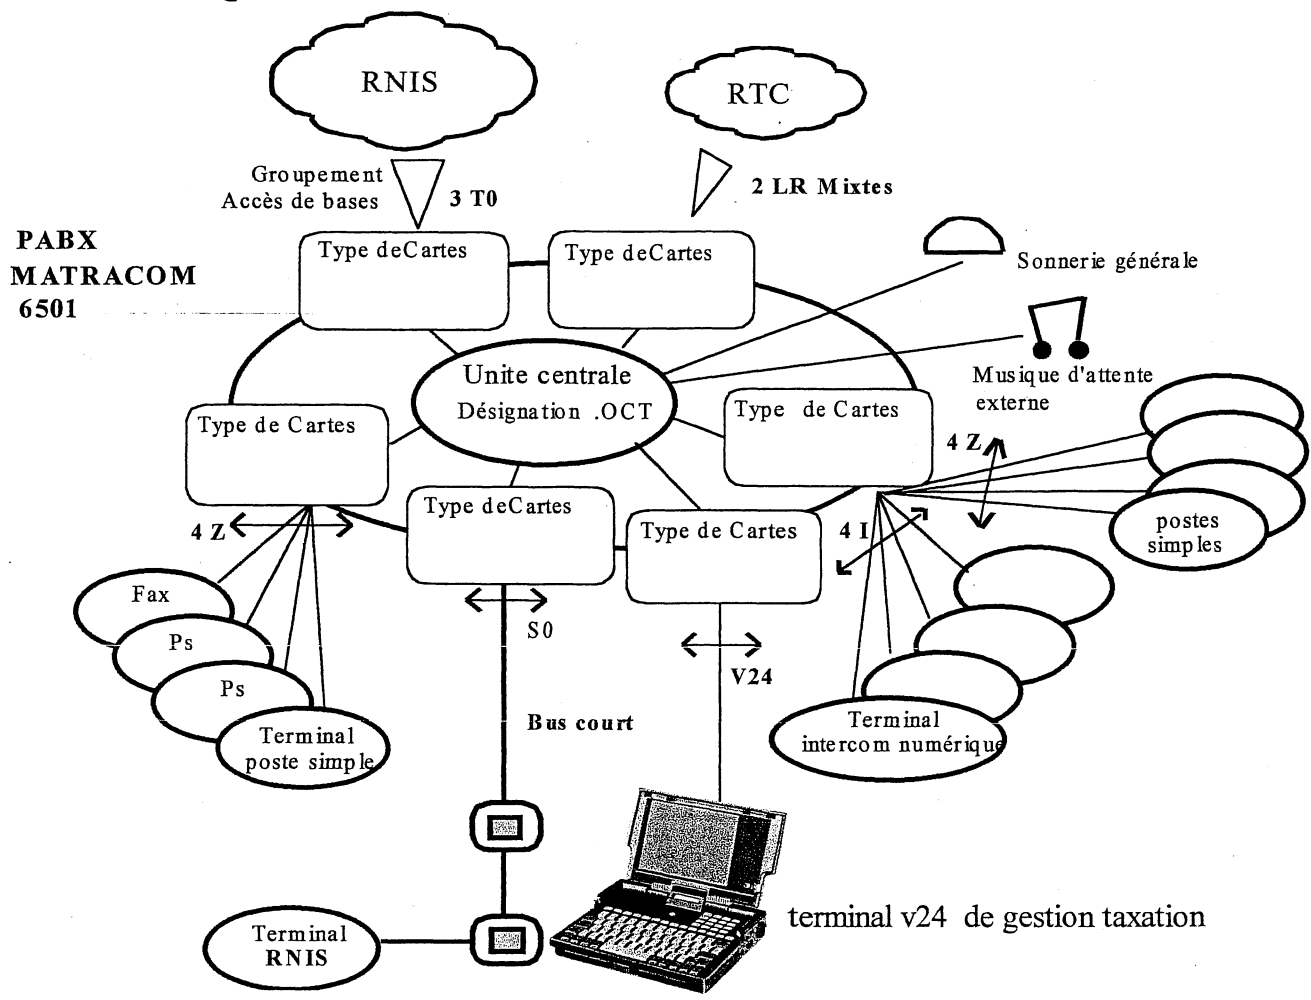 RNIS
RTC
Groupement
Accès de bases
3 T0
2 LR Mixtes
PABX
MATRACOM
6501
Type deCartes
Type deCartes
Sonnerie générale
Unite centrale
Désignation .OCT
Musique d'attente
externe
Type de Cartes
Type de Cartes
4 Z
Type deCartes
Type de Cartes
4 Z
4 I
postes
simples
Fax
Ps
Ps
Terminal
poste simple
S0
V24
Bus court
Terminal
intercom numérique
Terminal
RNIS
terminal v24 de gestion taxation